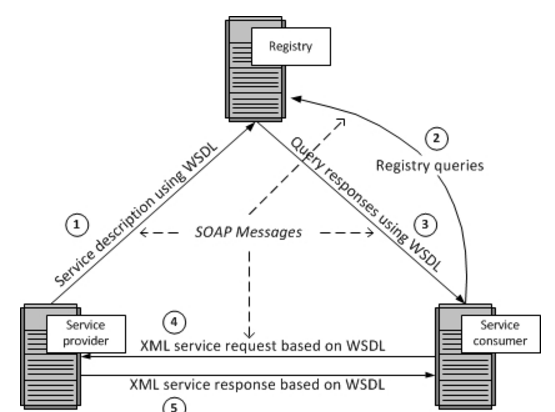 Registry
2
Registry queries
Query responses using WSDL
3
Service description using WSDL
1
SOAP Messages
Service
provider
Service
consumer
4
XML service request based on WSDL
XML service response based on WSDL
5